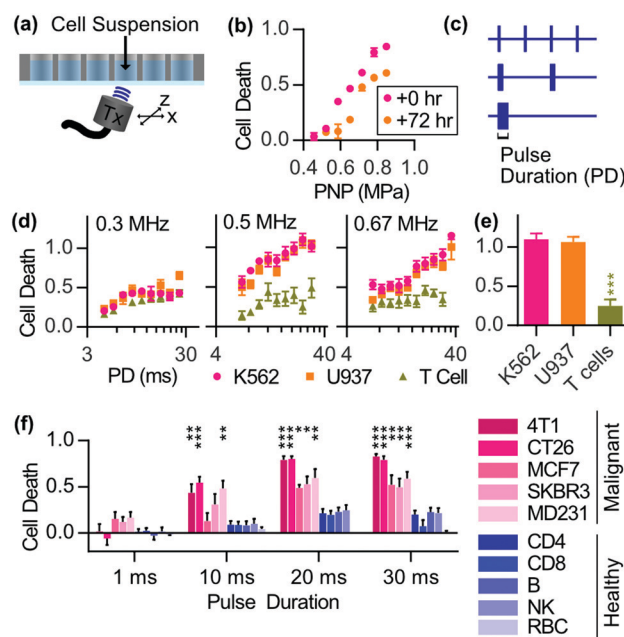 (a)
Cell Suspension
Tx
z
x
(b)
Cell Death
1.0
0.5
0.0
+0 hr
+72 hr
0.4 0.6 0.8 1.0
PNP (MPa)
(c)
Pulse
Duration (PD)
(d)
0.3 MHz
0.5 MHz
0.67 MHz
Cell Death
1.0
0.5
0.0
3 30
4 40
4 40
PD (ms)
K562
U937
T Cell
(e)
1.0
0.5
0.0
***
K562
U937
T cells
(f)
Cell Death
1.0
0.5
0.0
** *** **
*** *** * * **
*** *** ** ** ***
1 ms
10 ms
20 ms
30 ms
Pulse Duration
4T1
CT26
MCF7
SKBR3
MD231
Malignant
CD4
CD8
B
NK
RBC
Healthy